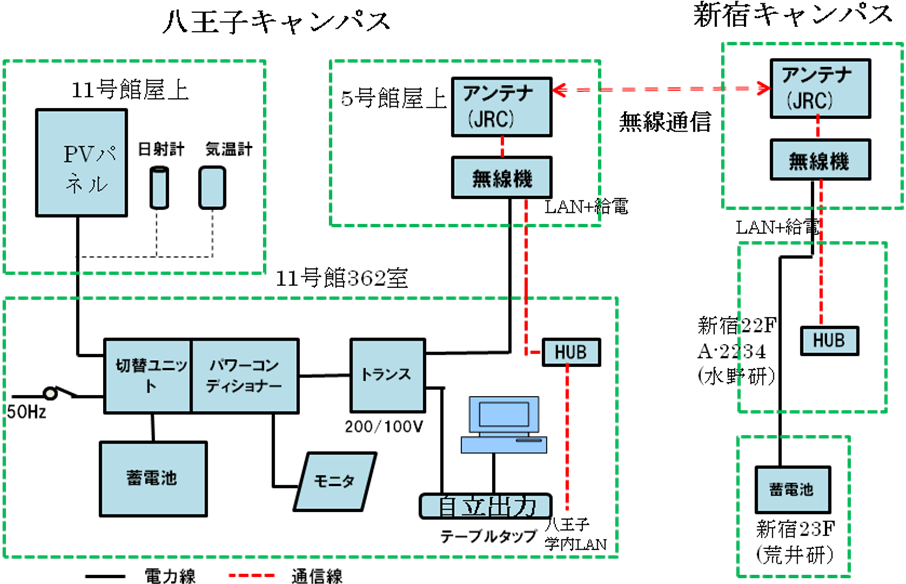 八王子キャンパス
新宿キャンパス
11号館屋上
PVパ
ネル
日射計
気温計
5号館屋上
アンテナ
(JRC)
無線機
LAN+給電
無線通信
アンテナ
(JRC)
無線機
LAN+給電
11号館362室
切替ユニッ
ト
パワーコン
ディショナー
トランス
200/100V
HUB
50Hz
蓄電池
モニタ
自立出力
テーブルタップ
八王子
学内LAN
新宿22F
A-2234
(水野研)
HUB
蓄電池
新宿23F
(荒井研)
電力線
通信線